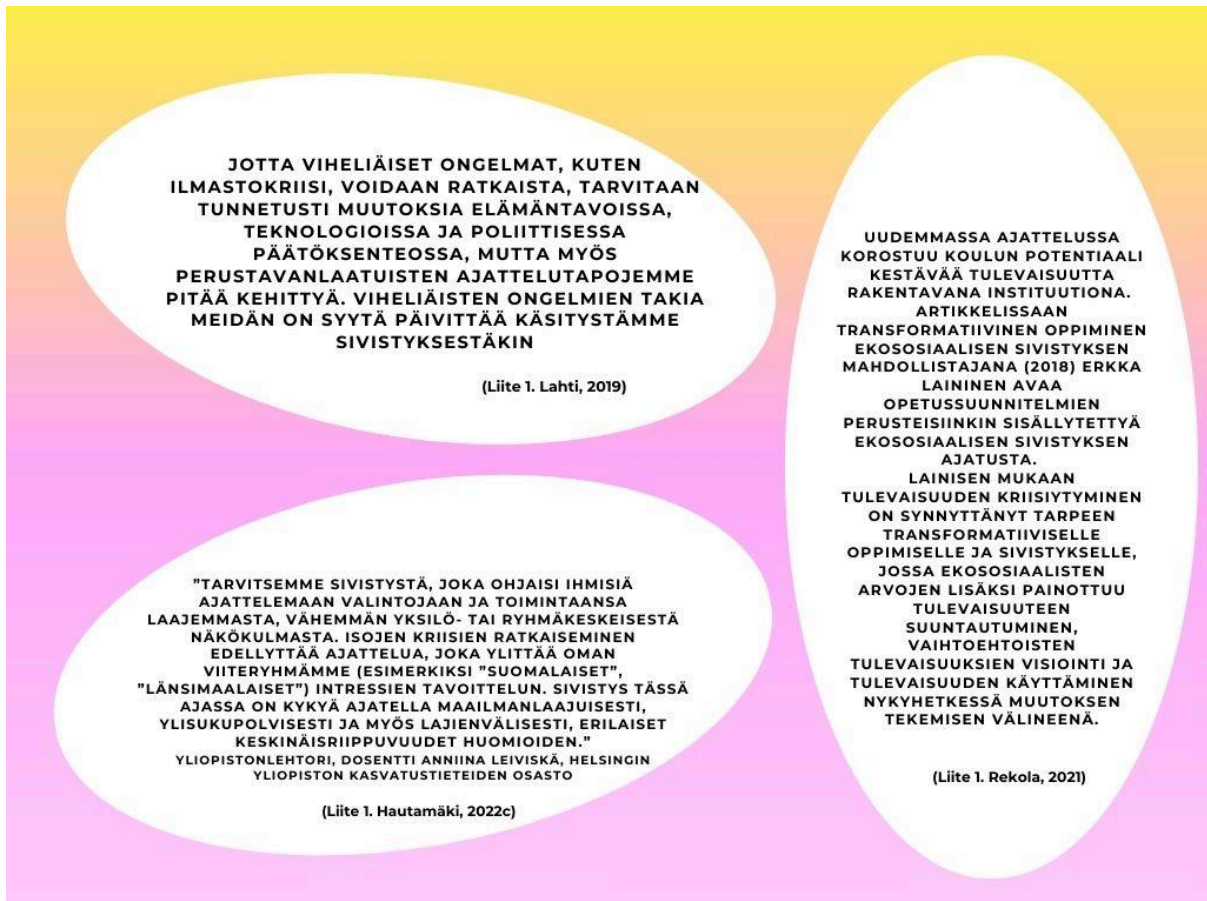 JOTTA VIHELIÄISET ONGELMAT, KUTEN
ILMASTOKRIISI, VOIDAAN RATKAISTA, TARVITAAN
TUNNETUSTI MUUTOKSIA ELÄMÄNTAVOISSA,
TEKNOLOGIOISSA JA POLIITTISESSA
PÄÄTÖKSENTEOSSA, MUTTA MYÖS
PERUSTAVANLAATUISTEN AJATTELUTAPOJEMME
PITÄÄ KEHITTYÄ. VIHELIÄISTEN ONGELMIEN TAKIA
MEIDÄN ON SYYTÄ PÄIVITTÄÄ KÄSITYSTÄMME
SIVISTYKSESTÄKIN
(Liite 1. Lahti, 2019)
"TARVITSEMME SIVISTYSTÄ, JOKA OHJAISI IHMISIÄ
AJATTELEMAAN VALINTOJAAN JA TOIMINTAANSA
LAAJEMMASTA, VÄHEMMÄN YKSILÖ- TAI RYHMÄKESKEISESTÄ
NÄKÖKULMASTA. ISOJEN KRIISIEN RATKAISEMINEN
EDELLYTTÄÄ AJATTELUA, JOKA YLITTÄÄ OMAN
VIITERYHMÄMME (ESIMERKIKSI "SUOMALAISET",
"LÄNSIMAALAISET") INTRESSIEN TAVOITTELUN. SIVISTYS TÄSSÄ
AJASSA ON KYKYÄ AJATELLA MAAILMANLAAJUISESTI,
YLISUKUPOLVISESTI JA MYÖS LAJIENVÄLISESTI, ERILAISET
KESKINÄISRIIPPUVUUDET HUOMIOIDEN."
YLIOPISTONLEHTORI, DOSENTTI ANNIINA LEIVISKÄ, HELSINGIN
YLIOPISTON KASVATUSTIETEIDEN OSASTO
(Liite 1. Hautamäki, 2022c)
UUDEMMASSA AJATTELUSSA
KOROSTUU KOULUN POTENTIAALI
KESTÄVÄÄ TULEVAISUUTTA
RAKENTAVANA INSTITUUTIONA.
ARTIKKELISSAAN
TRANSFORMATIIVINEN OPPIMINEN
EKOSOSIAALISEN SIVISTYKSEN
MAHDOLLISTAJANA (2018) ERKKA
LAININEN AVAA
OPETUSSUUNNITELMIEN
PERUSTEISIINKIN SISÄLLYTETTYÄ
EKOSOSIAALISEN SIVISTYKSEN
AJATUSTA.
LAINISEN MUKAAN
TULEVAISUUDEN KRIISIYTYMINEN
ON SYNNYTTÄNYT TARPEEN
TRANSFORMATIIVISELLE
OPPIMISELLE JA SIVISTYKSELLE,
JOSSA EKOSOSIAALISTEN
ARVOJEN LISÄKSI PAINOTTUU
TULEVAISUUTEEN
SUUNTAUTUMINEN,
VAIHTOEHTOISTEN
TULEVAISUUKSIEN VISIOINTI JA
TULEVAISUUDEN KÄYTTÄMINEN
NYKYHETKESSÄ MUUTOKSEN
TEKEMISEN VÄLINEENÄ.
(Liite 1. Rekola, 2021)